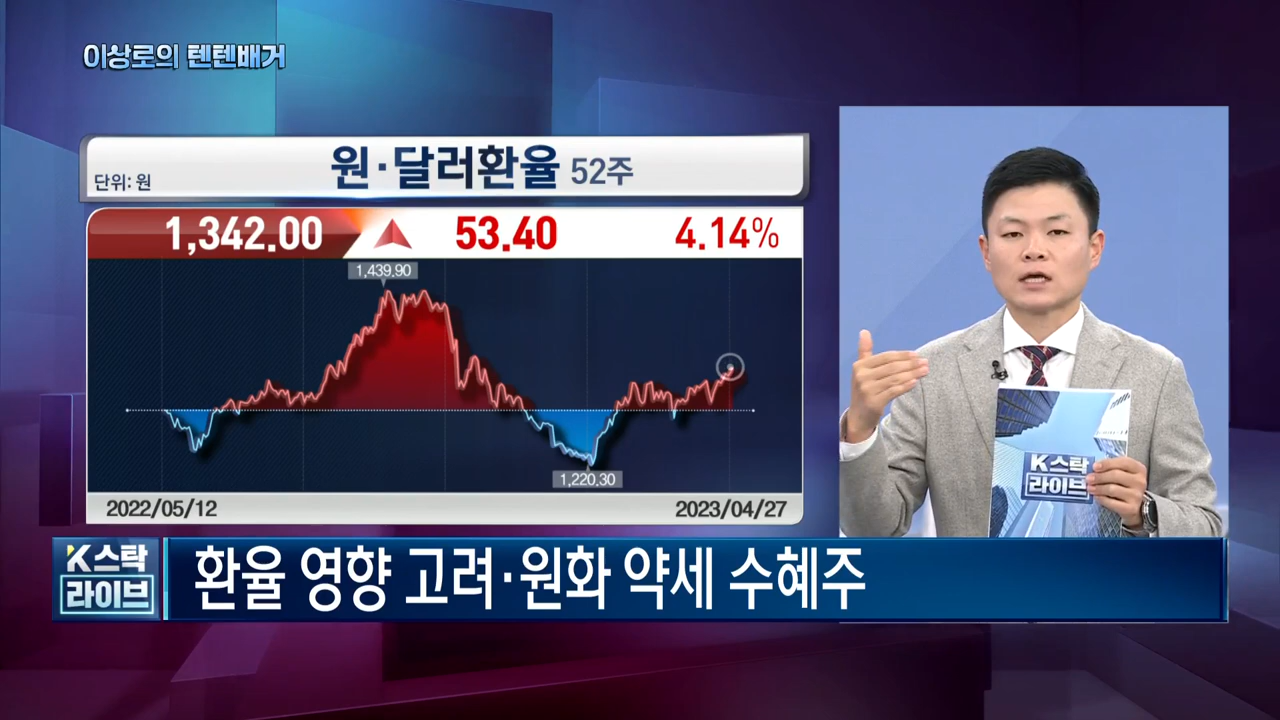 이상로의 텐텐배거
원·달러환율 52주
단위: 원
1,342.00 ▲ 53.40 4.14%
1,439.90
1,220.30
2022/05/12 2023/04/27
K스탁
라이브
K스탁
라이브
환율 영향 고려·원화 약세 수혜주